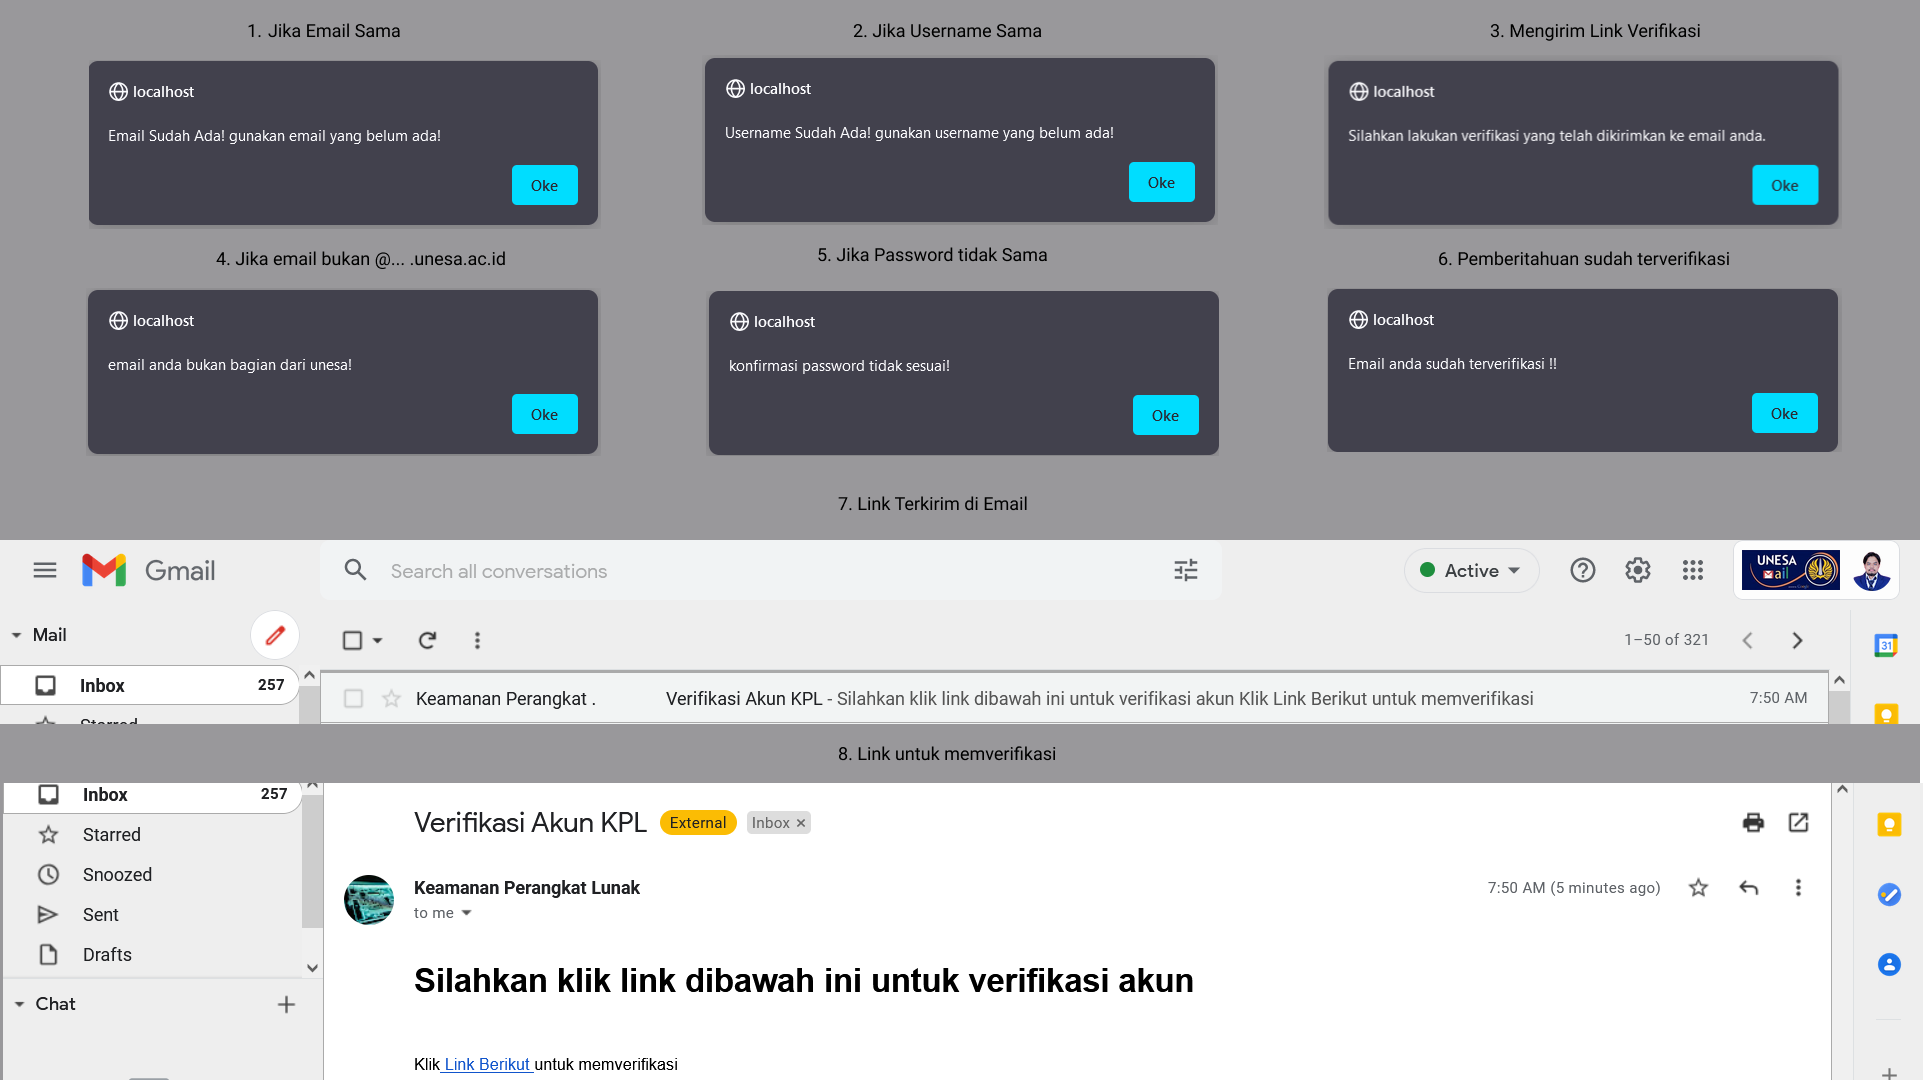 1. Jika Email Sama
2. Jika Username Sama
3. Mengirim Link Verifikasi
localhost
Email Sudah Ada! gunakan email yang belum ada!
Oke
localhost
Username Sudah Ada! gunakan username yang belum ada!
Oke
localhost
Silahkan lakukan verifikasi yang telah dikirimkan ke email anda.
Oke
4. Jika email bukan @... .unesa.ac.id
5. Jika Password tidak Sama
6. Pemberitahuan sudah terverifikasi
localhost
email anda bukan bagian dari unesa!
Oke
localhost
konfirmasi password tidak sesuai!
Oke
localhost
Email anda sudah terverifikasi !!
Oke
7. Link Terkirim di Email
Gmail
Search all conversations
Active
UNESA
Mail
Mail
1–50 of 321
31
Inbox 257
Keamanan Perangkat . Verifikasi Akun KPL - Silahkan klik link dibawah ini untuk verifikasi akun Klik Link Berikut untuk memverifikasi 7:50 AM
Starred
8. Link untuk memverifikasi
Inbox 257
Starred
Snoozed
Sent
Drafts
Chat
Verifikasi Akun KPL External Inbox ×
Keamanan Perangkat Lunak 7:50 AM (5 minutes ago)
to me
Silahkan klik link dibawah ini untuk verifikasi akun
Klik Link Berikut untuk memverifikasi